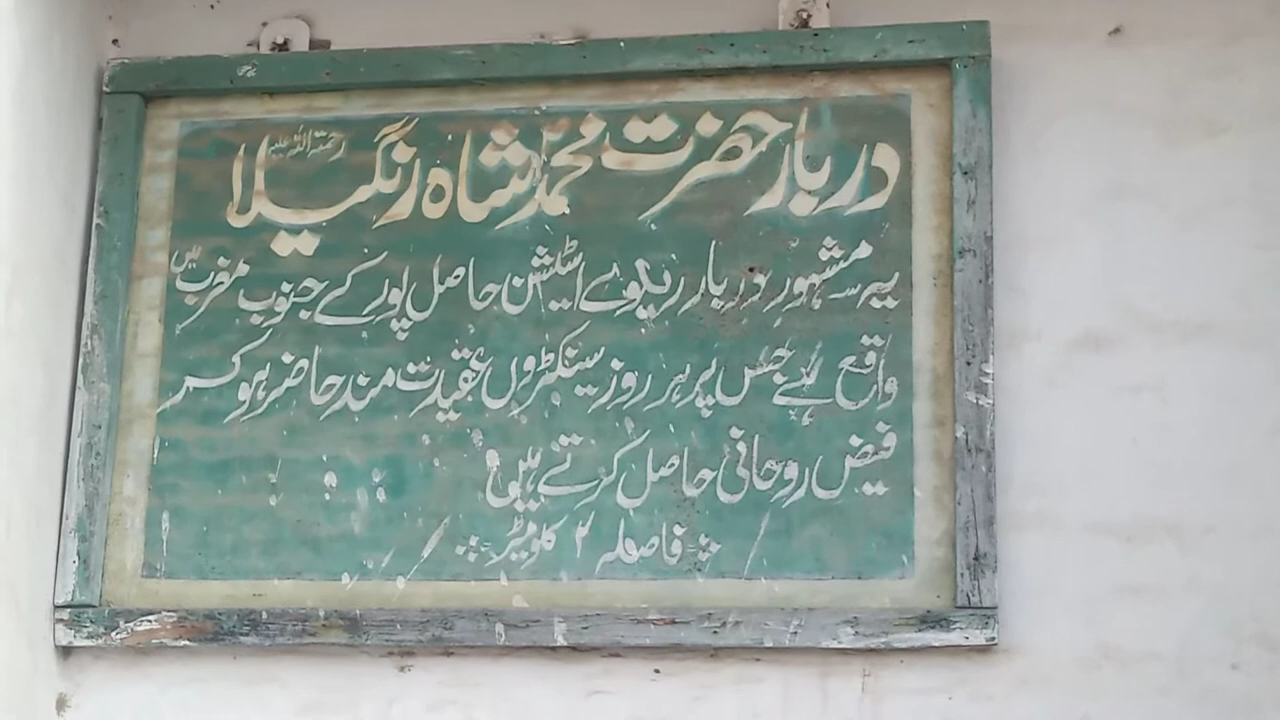 دربار حضرت محمد شاہ رنگیلا رحمتہ اللہ علیہ
یہ مشہور دربار ریلوے اسٹیشن حاصل پور کے جنوب مغرب میں
واقع ہے جس پر ہر روز سینکڑوں عقیدت مند حاضر ہو کر
فیض روحانی حاصل کرتے ہیں
فاصلہ ۲ کلومیٹر